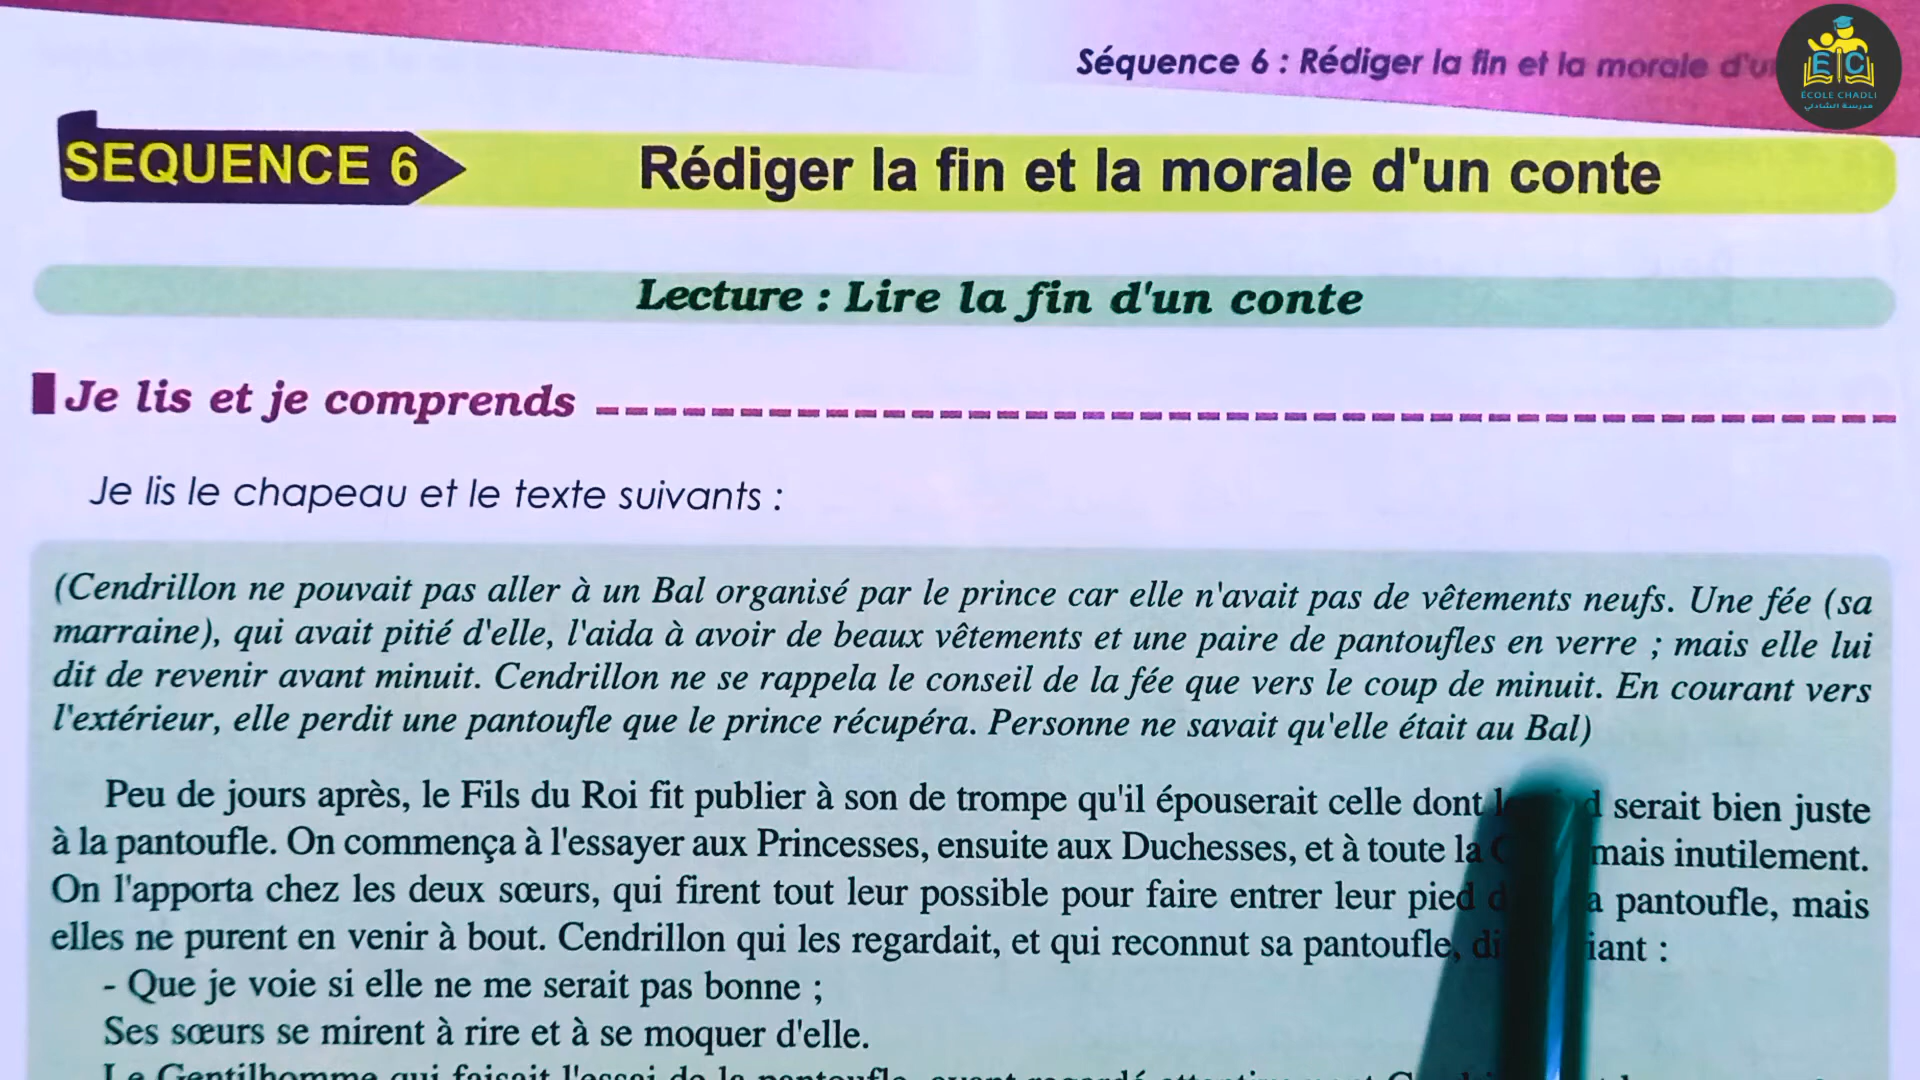 Séquence 6 : Rédiger la fin et la morale d'un
E C
ÉCOLE CHADLI
مدرسة الشاذلي
SEQUENCE 6
Rédiger la fin et la morale d'un conte
Lecture : Lire la fin d'un conte
Je lis et je comprends
Je lis le chapeau et le texte suivants :
(Cendrillon ne pouvait pas aller à un Bal organisé par le prince car elle n'avait pas de vêtements neufs. Une fée (sa
marraine), qui avait pitié d'elle, l'aida à avoir de beaux vêtements et une paire de pantoufles en verre ; mais elle lui
dit de revenir avant minuit. Cendrillon ne se rappela le conseil de la fée que vers le coup de minuit. En courant vers
l'extérieur, elle perdit une pantoufle que le prince récupéra. Personne ne savait qu'elle était au Bal)
Peu de jours après, le Fils du Roi fit publier à son de trompe qu'il épouserait celle dont serait bien juste
à la pantoufle. On commença à l'essayer aux Princesses, ensuite aux Duchesses, et à toute la mais inutilement.
On l'apporta chez les deux sœurs, qui firent tout leur possible pour faire entrer leur pied pantoufle, mais
elles ne purent en venir à bout. Cendrillon qui les regardait, et qui reconnut sa pantoufle, :
- Que je voie si elle ne me serait pas bonne ;
Ses sœurs se mirent à rire et à se moquer d'elle.
Le Gentilhomme qui faisait l'essai de la pantoufle, ayant regardé